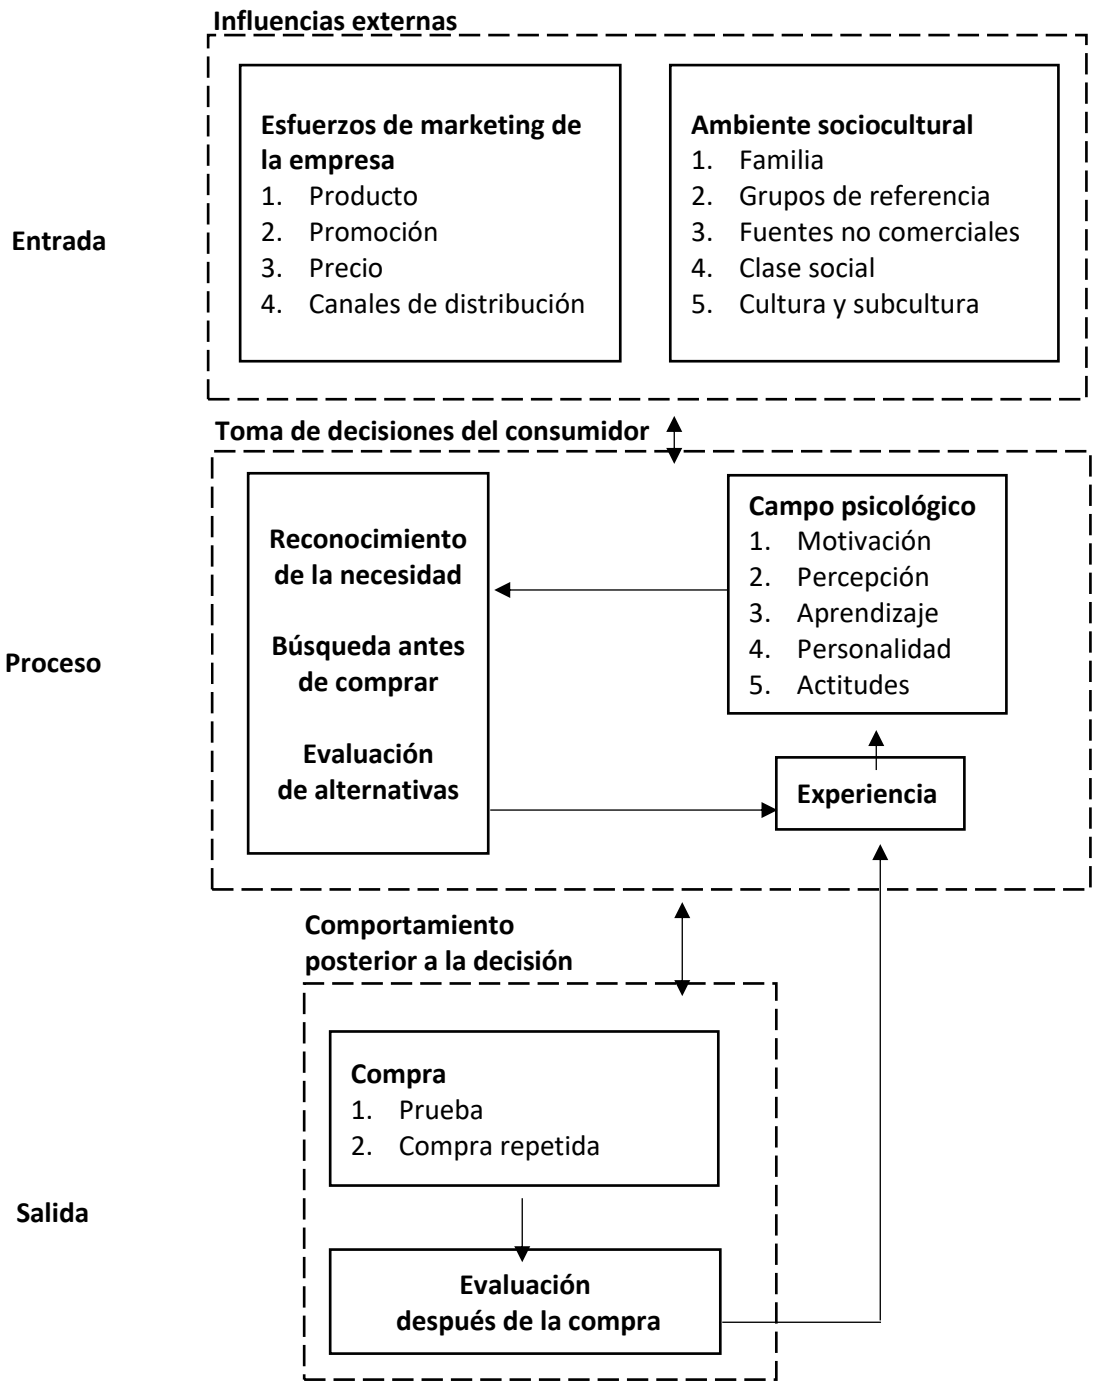 Influencias externas
Esfuerzos de marketing de
la empresa
1. Producto
2. Promoción
3. Precio
4. Canales de distribución
Ambiente sociocultural
1. Familia
2. Grupos de referencia
3. Fuentes no comerciales
4. Clase social
5. Cultura y subcultura
Entrada
Toma de decisiones del consumidor
Reconocimiento
de la necesidad
Búsqueda antes
de comprar
Evaluación
de alternativas
Campo psicológico
1. Motivación
2. Percepción
3. Aprendizaje
4. Personalidad
5. Actitudes
Experiencia
Proceso
Comportamiento
posterior a la decisión
Compra
1. Prueba
2. Compra repetida
Salida
Evaluación
después de la compra